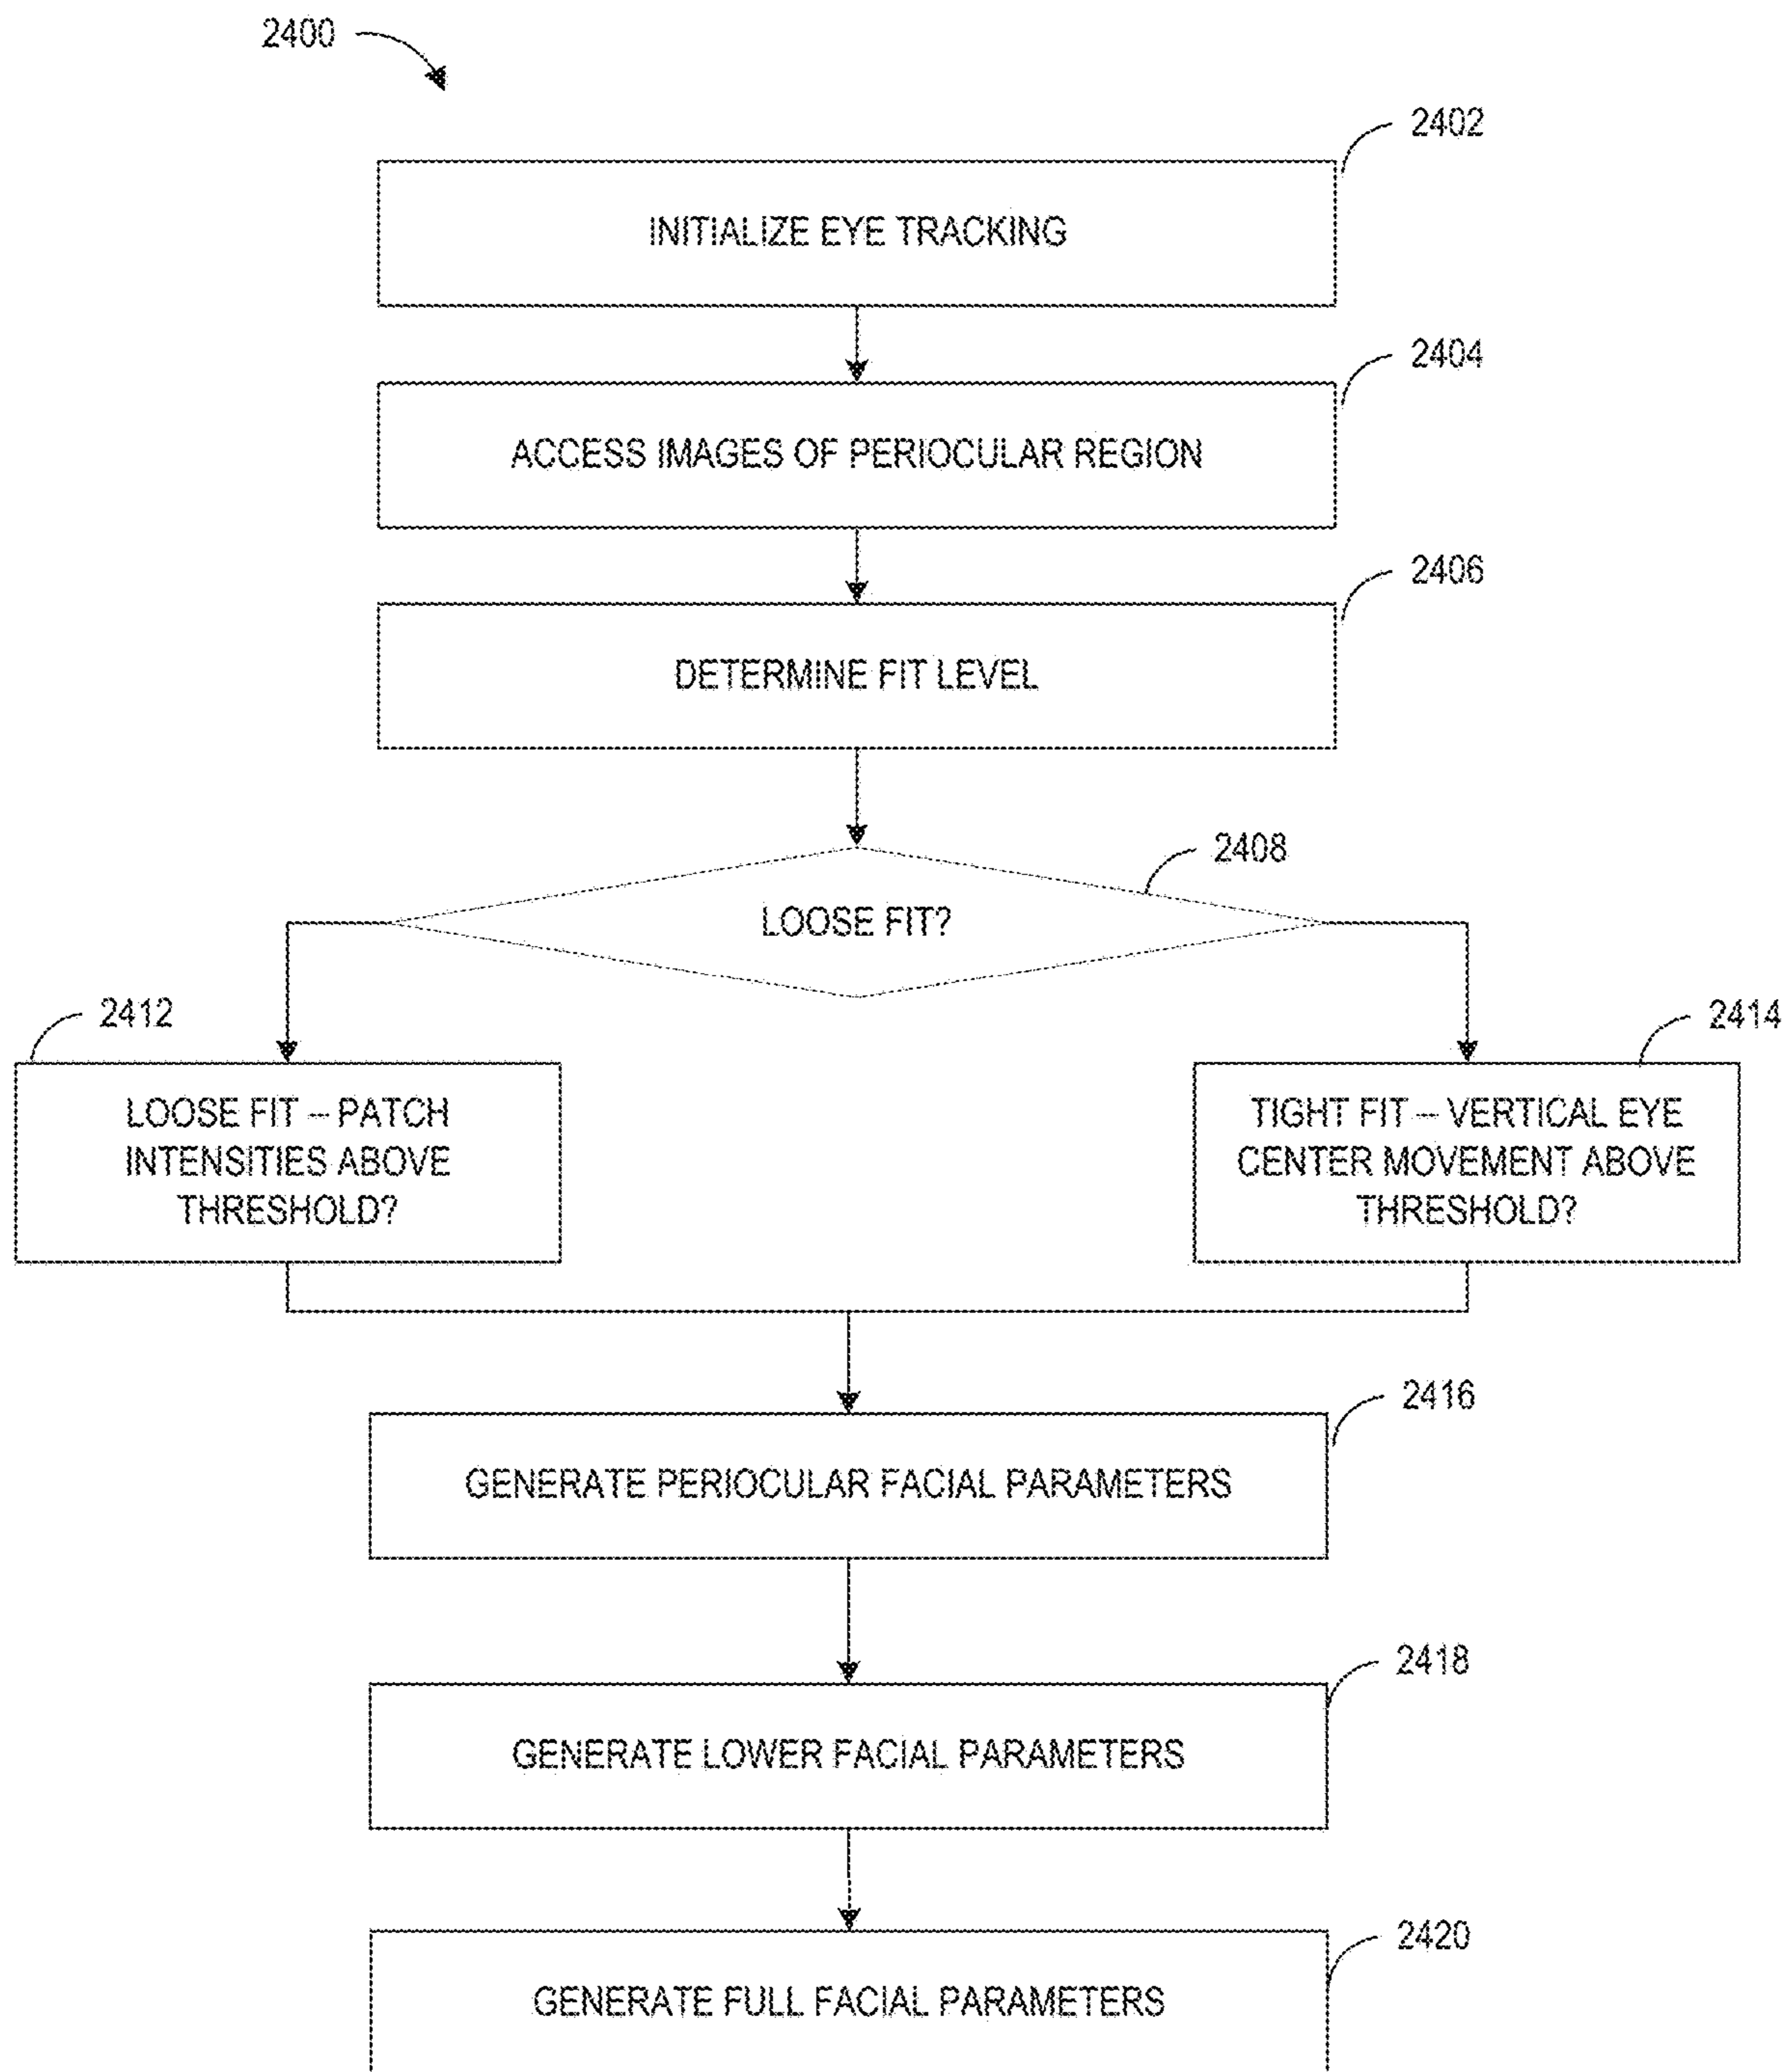 2400
2402
INITIALIZE EYE TRACKING
2404
ACCESS IMAGES OF PERIOCULAR REGION
2406
DETERMINE FIT LEVEL
2408
LOOSE FIT?
2412
LOOSE FIT – PATCH
INTENSITIES ABOVE
THRESHOLD?
2414
TIGHT FIT – VERTICAL EYE
CENTER MOVEMENT ABOVE
THRESHOLD?
2416
GENERATE PERIOCULAR FACIAL PARAMETERS
2418
GENERATE LOWER FACIAL PARAMETERS
2420
GENERATE FULL FACIAL PARAMETERS